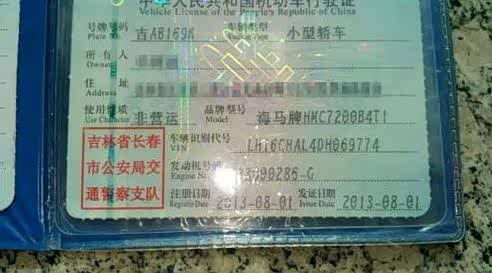 中华人民共和国机动车行驶证
Vehicle License of the People's Republic of China
号牌号码 Plate No. 吉AB169K 车辆类型 小型轿车
所有人 Owner
住址 Address
使用性质 Use Character 非营运 品牌型号 Model 海马牌HMC7200B4T1
吉林省长春
市公安局交
通警察支队
车辆识别代号 VIN LH16CHAL4DH069774
发动机号码 Engine No.
注册日期 Register Date 2013-08-01 发证日期 Issue Date 2013-08-01